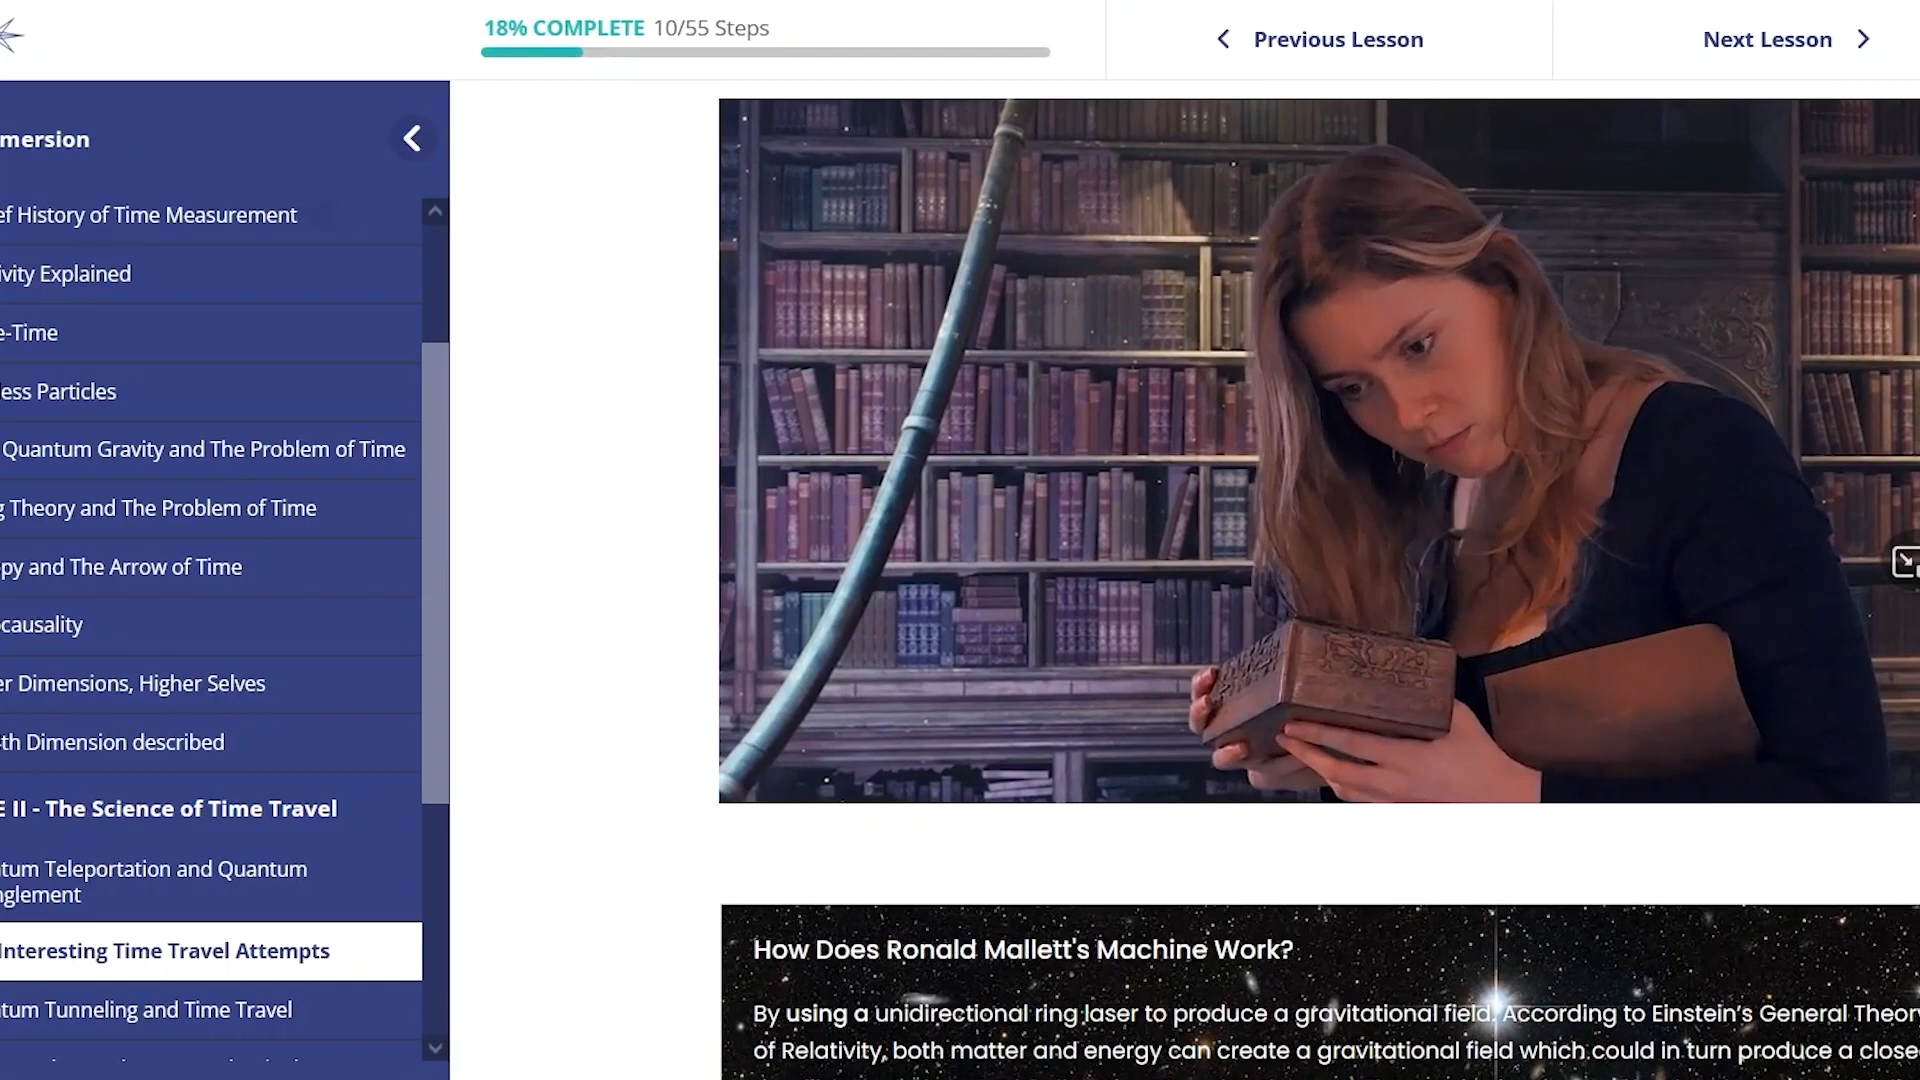 18% COMPLETE 10/55 Steps
Previous Lesson
Next Lesson
mersion
ef History of Time Measurement
ivity Explained
e-Time
ess Particles
Quantum Gravity and The Problem of Time
g Theory and The Problem of Time
py and The Arrow of Time
causality
er Dimensions, Higher Selves
th Dimension described
E II - The Science of Time Travel
tum Teleportation and Quantum
nglement
Interesting Time Travel Attempts
tum Tunneling and Time Travel
How Does Ronald Mallett's Machine Work?
By using a unidirectional ring laser to produce a gravitational field. According to Einstein's General Theory
of Relativity, both matter and energy can create a gravitational field which could in turn produce a close